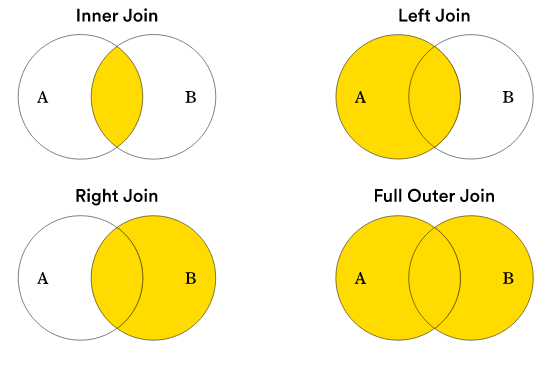 Inner Join
A B
Left Join
A B
Right Join
A B
Full Outer Join
A B